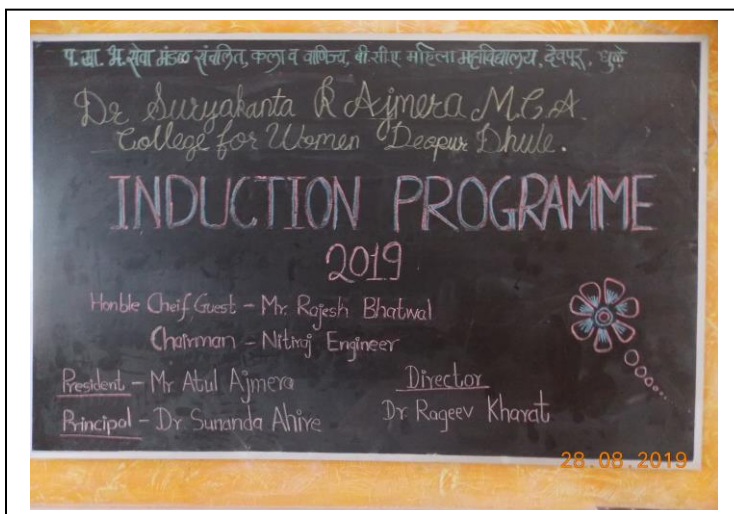 प. खा. भ. सेवा मंडळ संचलित, कला व वाणिज्य, बी.सी.ए महिला महाविद्यालय, देवपूर, धुळे
Dr Suryakanta R Ajmera M.C.A.
College for Women Deopur Dhule.
INDUCTION PROGRAMME
2019
Honble Cheif Guest - Mr. Rajesh Bhatwal
Chairman - Nitiraj Engineer
President - Mr Atul Ajmera
Director
Principal - Dr. Sunanda Ahire
Dr Rageev Kharat
28.08.2019